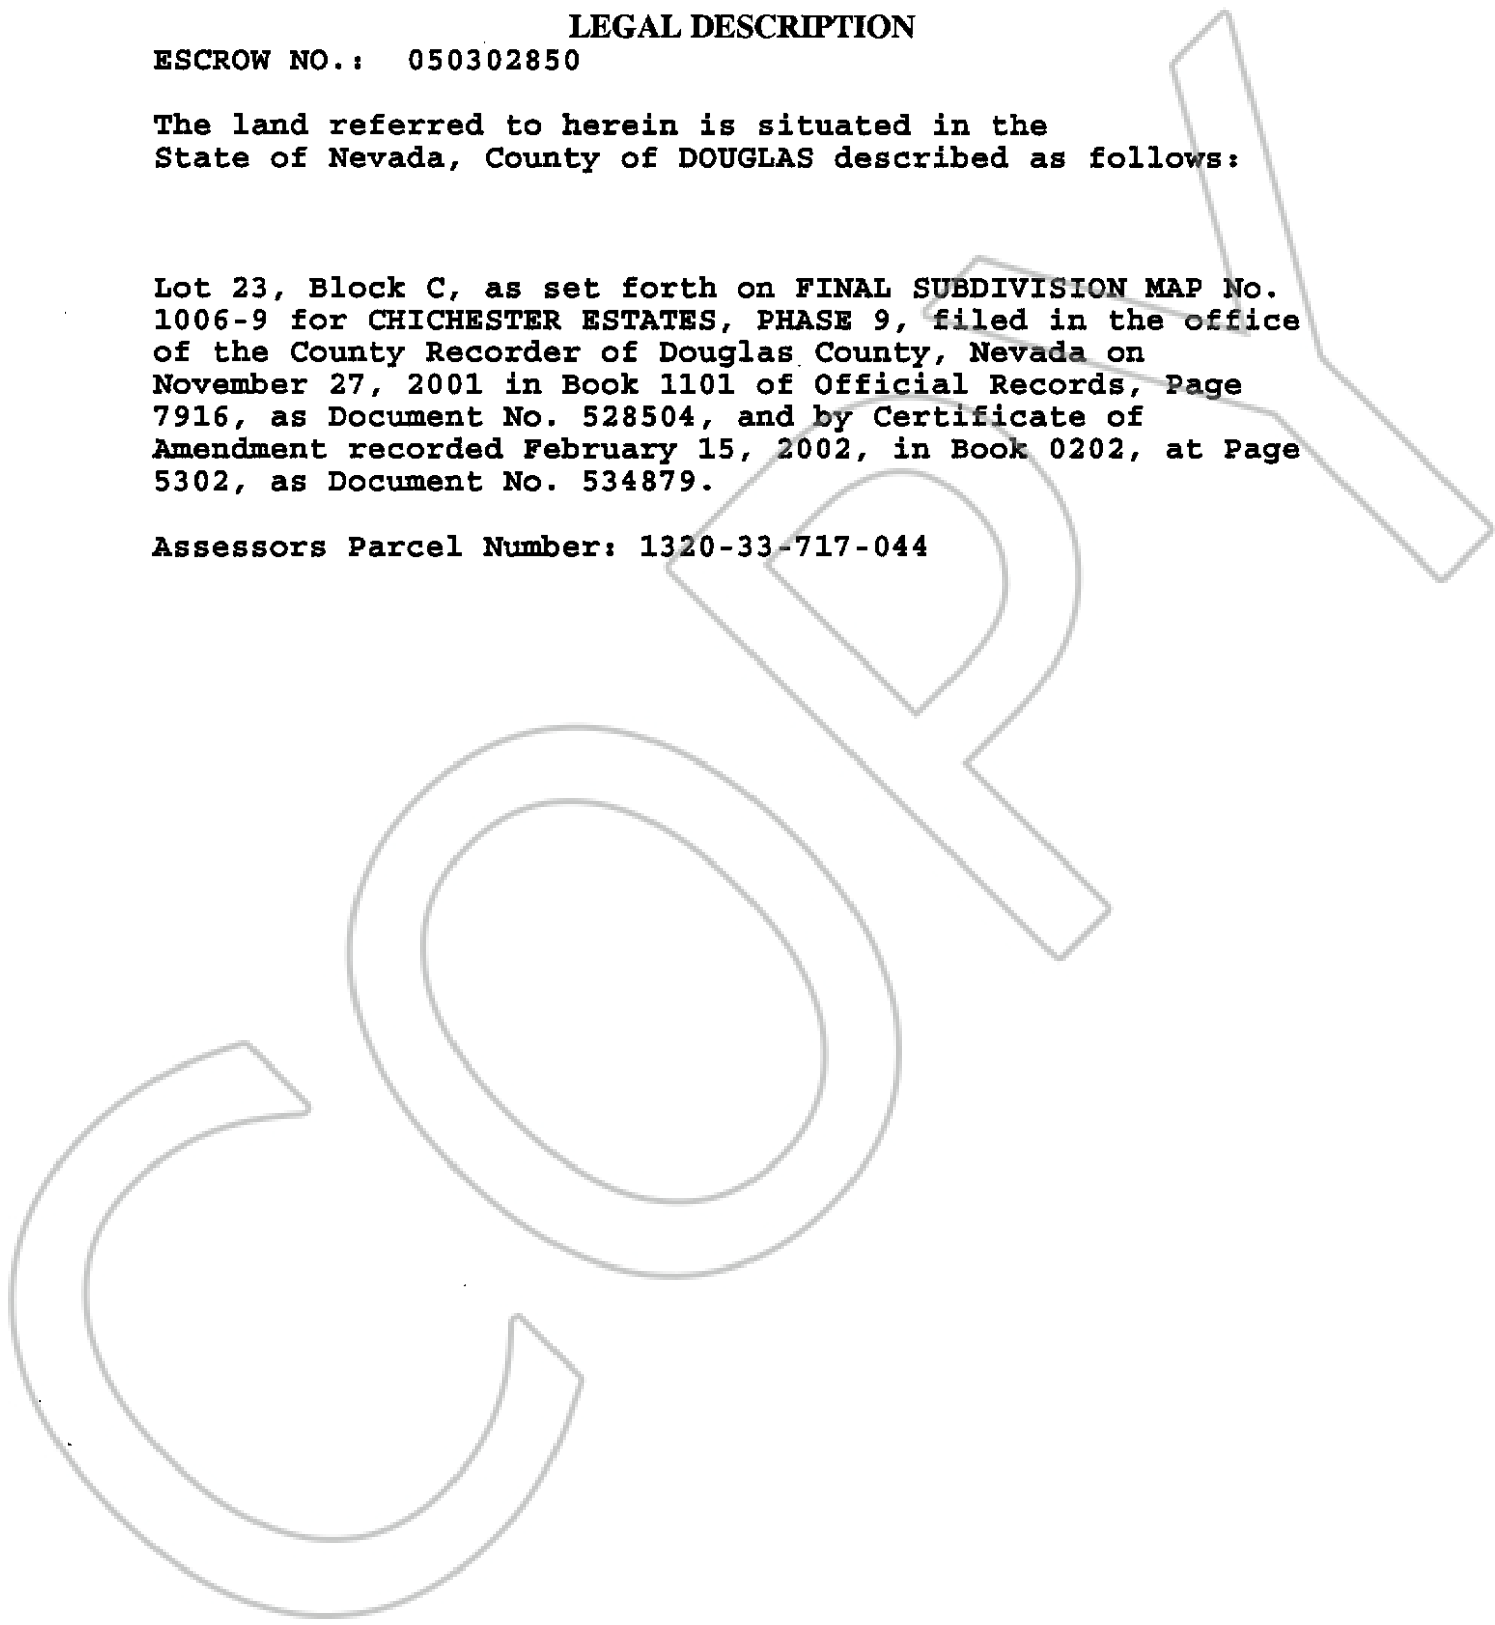 LEGAL DESCRIPTION
ESCROW NO.: 050302850
The land referred to herein is situated in the
State of Nevada, County of DOUGLAS described as follows:
Lot 23, Block C, as set forth on FINAL SUBDIVISION MAP No.
1006-9 for CHICHESTER ESTATES, PHASE 9, filed in the office
of the County Recorder of Douglas County, Nevada on
November 27, 2001 in Book 1101 of Official Records, Page
7916, as Document No. 528504, and by Certificate of
Amendment recorded February 15, 2002, in Book 0202, at Page
5302, as Document No. 534879.
Assessors Parcel Number: 1320-33-717-044
COPY